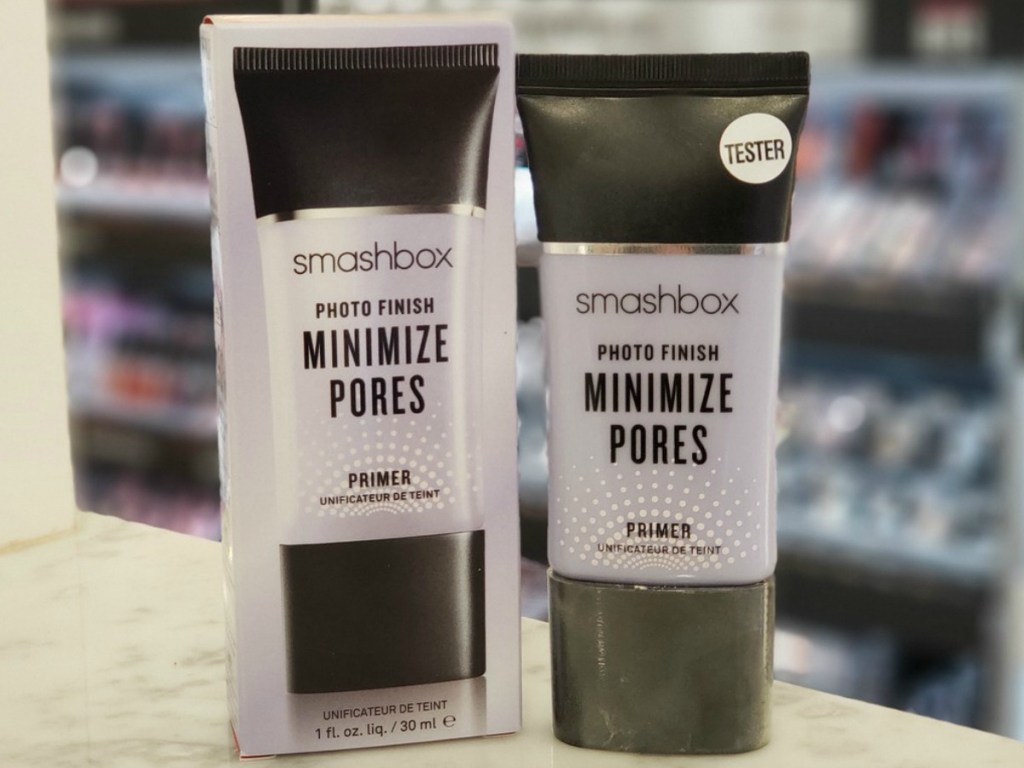 smashbox
PHOTO FINISH
MINIMIZE
PORES
PRIMER
UNIFICATEUR DE TEINT
UNIFICATEUR DE TEINT
1 fl. oz. liq. / 30 ml ℮
TESTER
smashbox
PHOTO FINISH
MINIMIZE
PORES
PRIMER
UNIFICATEUR DE TEINT